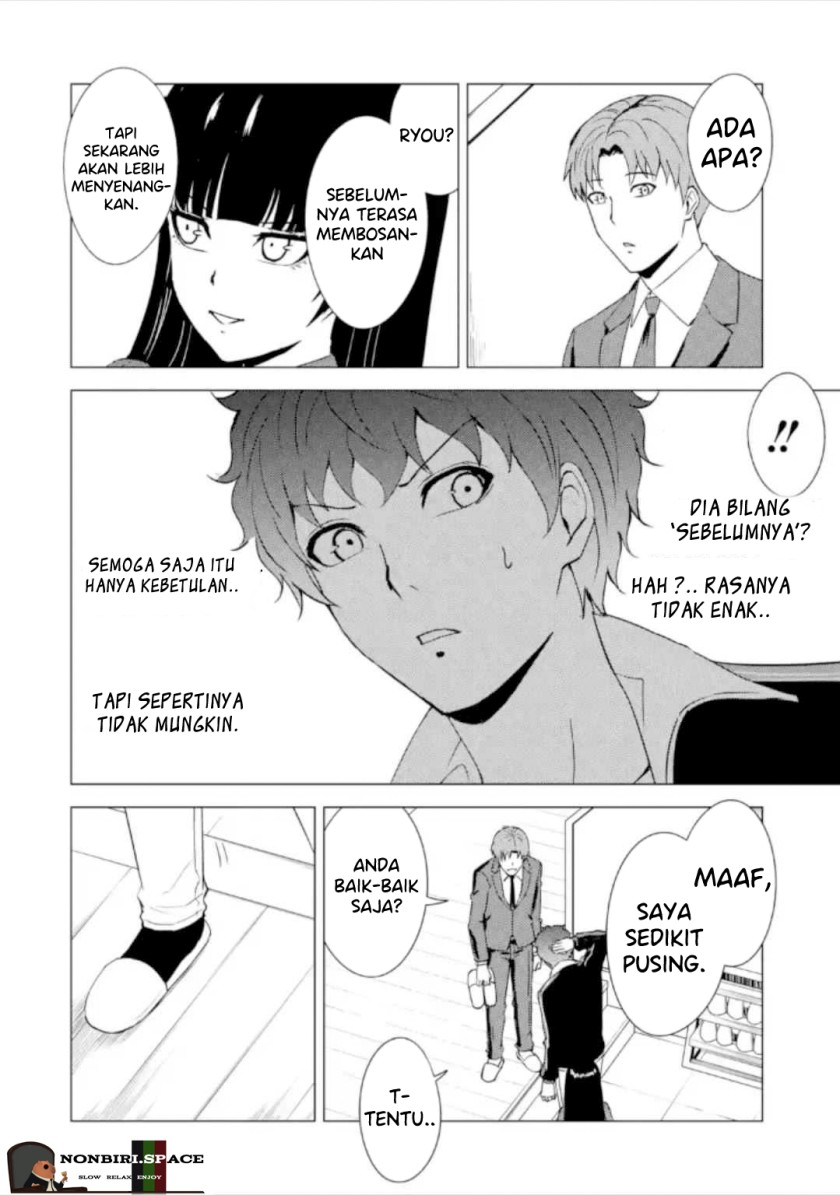 ADA
APA?
RYOU?
SEBELUM-
NYA TERASA
MEMBOSAN-
KAN
TAPI
SEKARANG
AKAN LEBIH
MENYENANG-
KAN.
!!
DIA BILANG
'SEBELUMNYA'?
HAH ?.. RASANYA
TIDAK ENAK..
SEMOGA SAJA ITU
HANYA KEBETULAN..
TAPI SEPERTINYA
TIDAK MUNGKIN.
MAAF,
SAYA
SEDIKIT
PUSING.
ANDA
BAIK-BAIK
SAJA?
T-
TENTU..
NONBIRI.SPACE
SLOW RELAX ENJOY